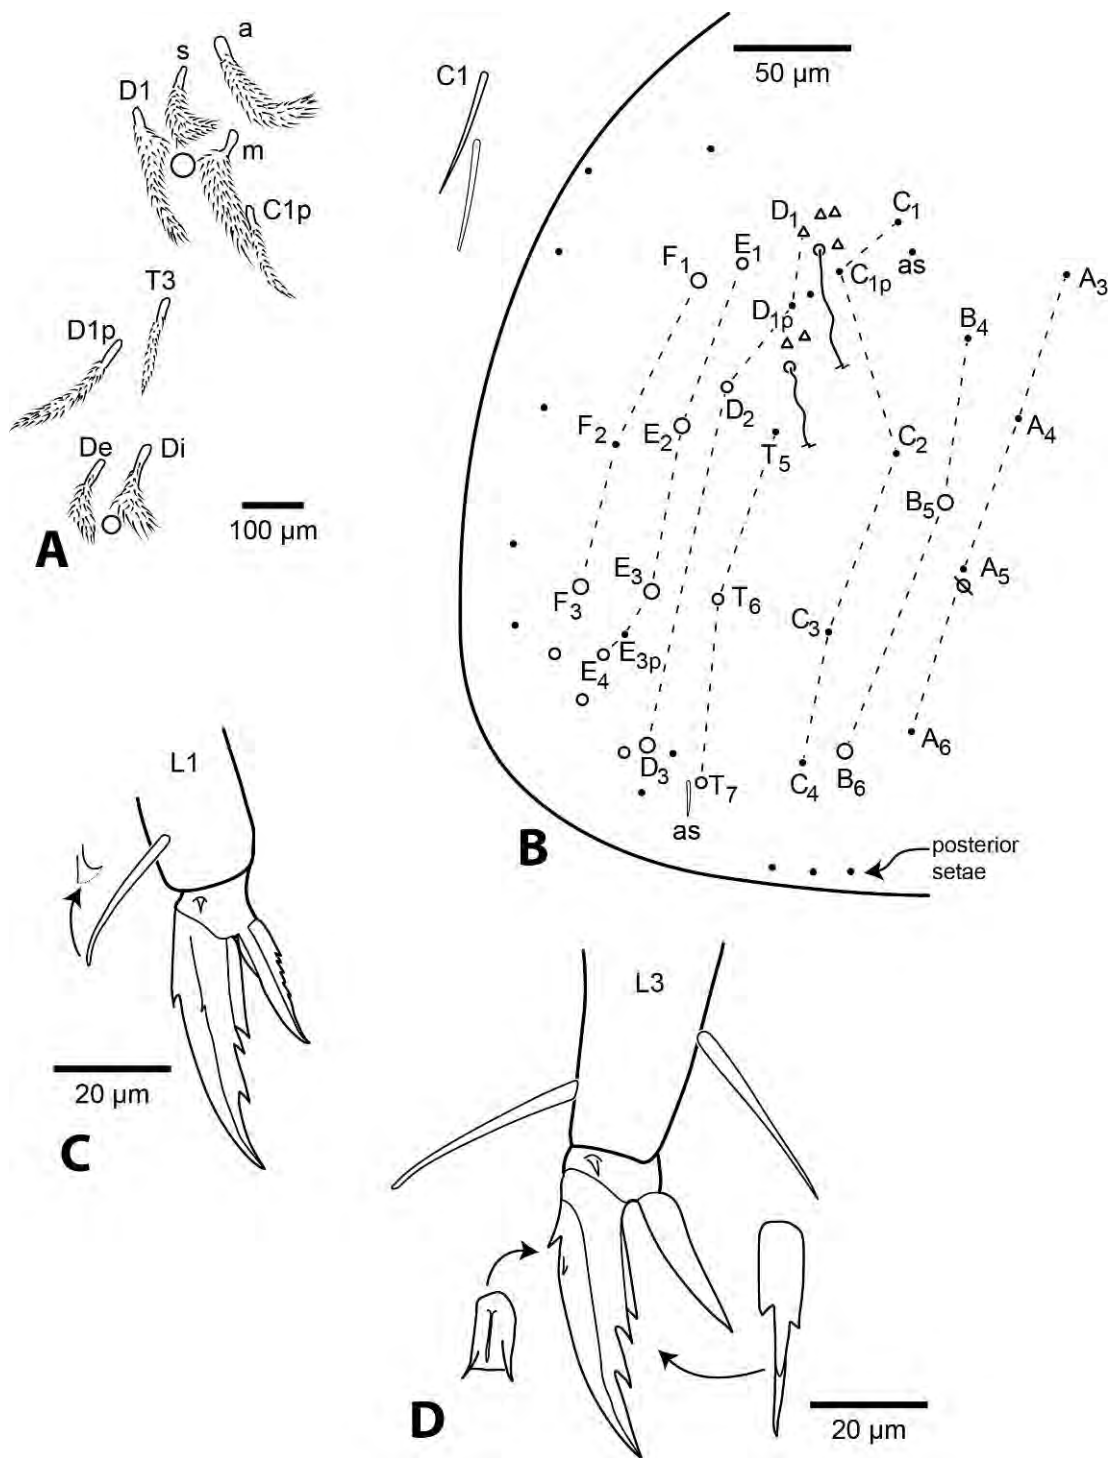 a
s
D1
m
C1p
T3
D1p
De
Di
A
100 µm
C1
50 µm
D1
C1
as
C1p
A3
F1
E1
D1p
B4
D2
A4
F2
E2
T5
C2
B5
A5
F3
E3
T6
C3
E3p
E4
A6
D3
T7
C4
B6
as
B
posterior
setae
L1
20 µm
C
L3
D
20 µm